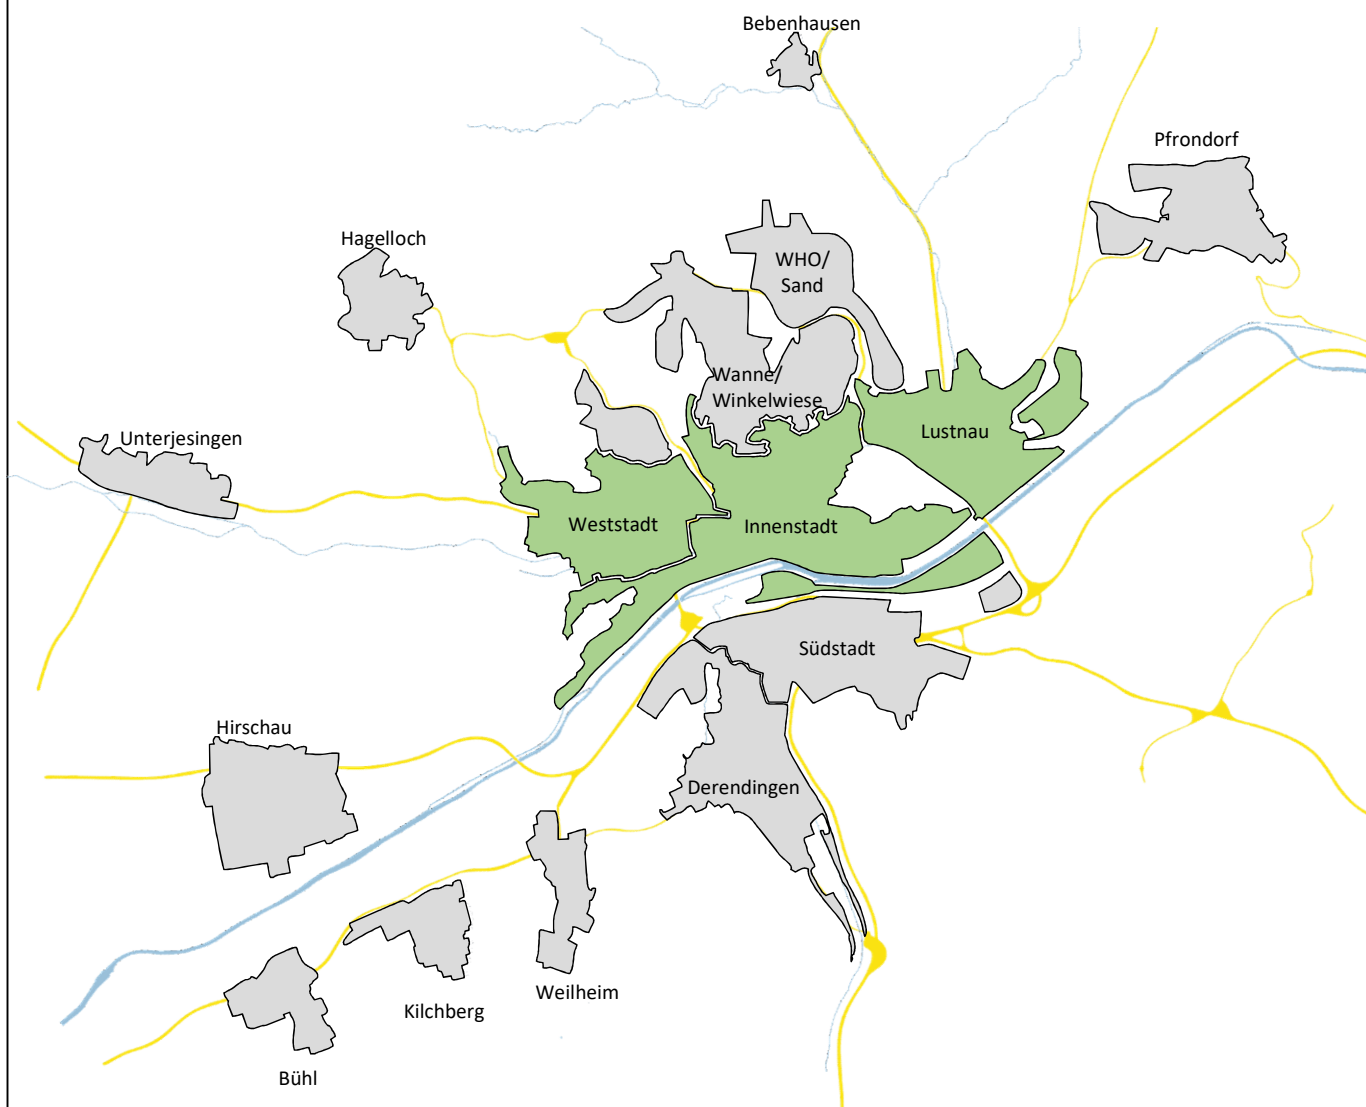 Bebenhausen
Pfrondorf
Hagelloch
WHO/
Sand
Wanne/
Winkelwiese
Unterjesingen
Lustnau
Weststadt
Innenstadt
Südstadt
Hirschau
Derendingen
Weilheim
Kilchberg
Bühl